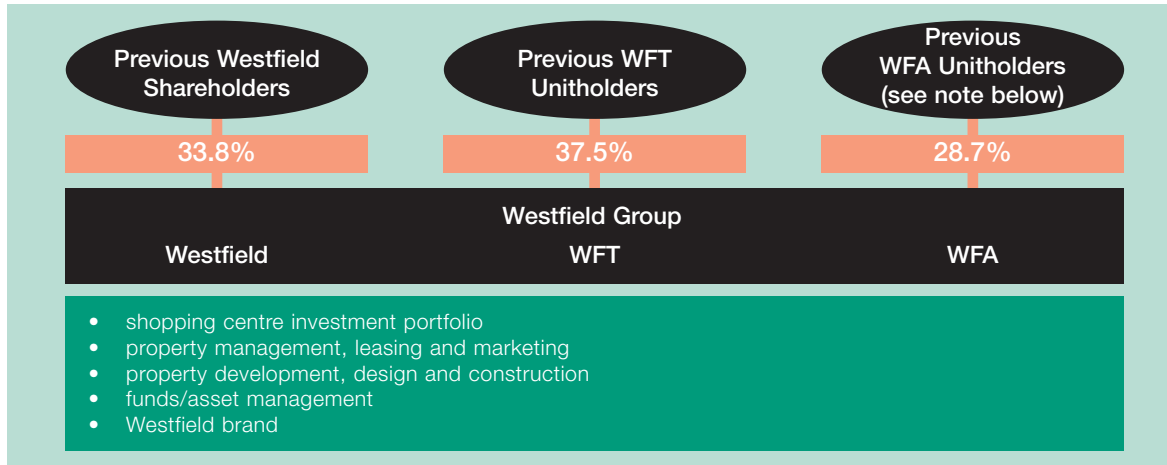 Previous Westfield
Shareholders
Previous WFT
Unitholders
Previous
WFA Unitholders
(see note below)
33.8%
37.5%
28.7%
Westfield Group
Westfield
WFT
WFA
• shopping centre investment portfolio
• property management, leasing and marketing
• property development, design and construction
• funds/asset management
• Westfield brand